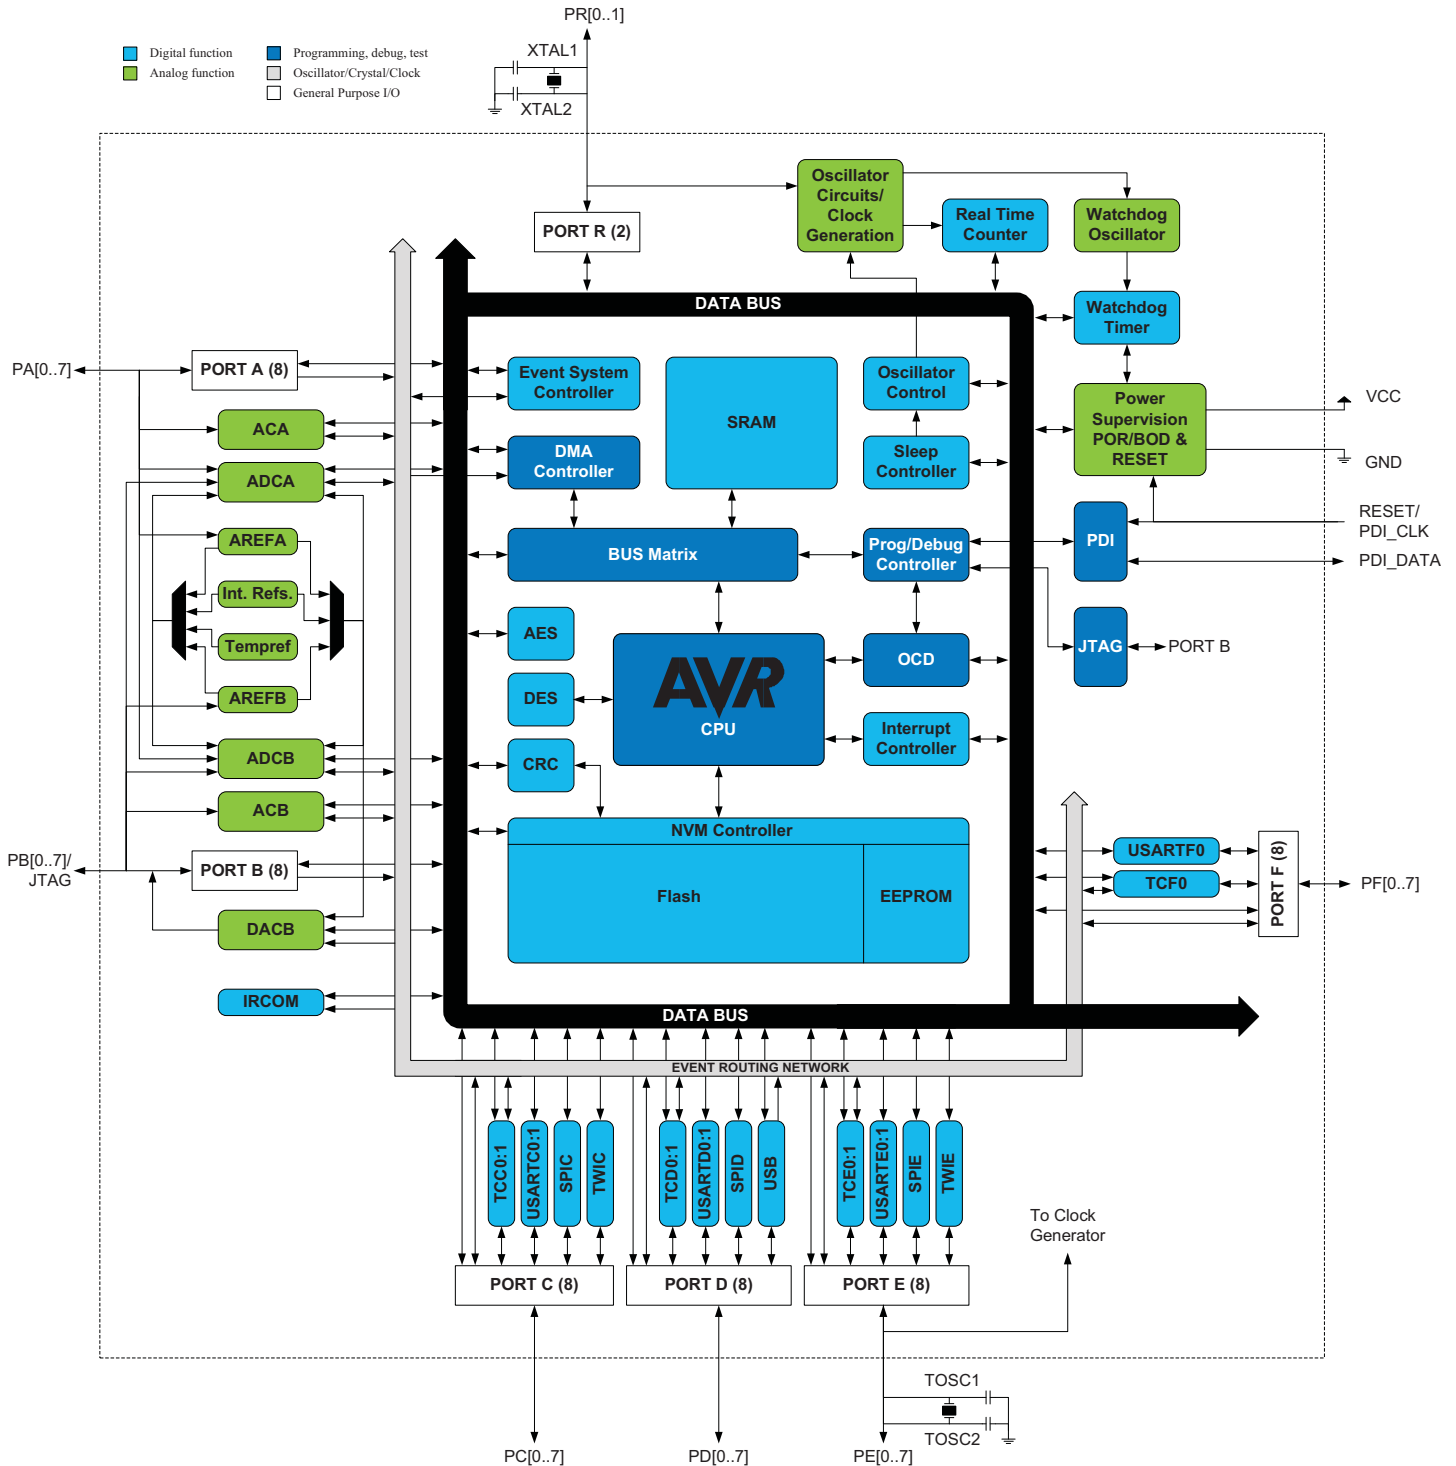 PR[0..1]
XTAL1
XTAL2
Digital function
Analog function
Programming, debug, test
Oscillator/Crystal/Clock
General Purpose I/O
Oscillator
Circuits/
Clock
Generation
Real Time
Counter
Watchdog
Oscillator
PORT R (2)
DATA BUS
Watchdog
Timer
PA[0..7]
PORT A (8)
Event System
Controller
SRAM
Oscillator
Control
Power
Supervision
POR/BOD &
RESET
VCC
GND
ACA
DMA
Controller
Sleep
Controller
ADCA
RESET/
PDI_CLK
PDI_DATA
AREFA
BUS Matrix
Prog/Debug
Controller
PDI
Int. Refs.
Tempref
AES
AVR
CPU
OCD
JTAG
PORT B
AREFB
DES
Interrupt
Controller
ADCB
CRC
ACB
NVM Controller
Flash
EEPROM
USARTF0
TCF0
PORT F (8)
PF[0..7]
PB[0..7]/
JTAG
PORT B (8)
DACB
IRCOM
DATA BUS
EVENT ROUTING NETWORK
TCC0:1
USARTC0:1
SPIC
TWIC
TCD0:1
USARTD0:1
SPID
USB
TCE0:1
USARTE0:1
SPIE
TWIE
To Clock
Generator
PORT C (8)
PORT D (8)
PORT E (8)
TOSC1
TOSC2
PC[0..7]
PD[0..7]
PE[0..7]